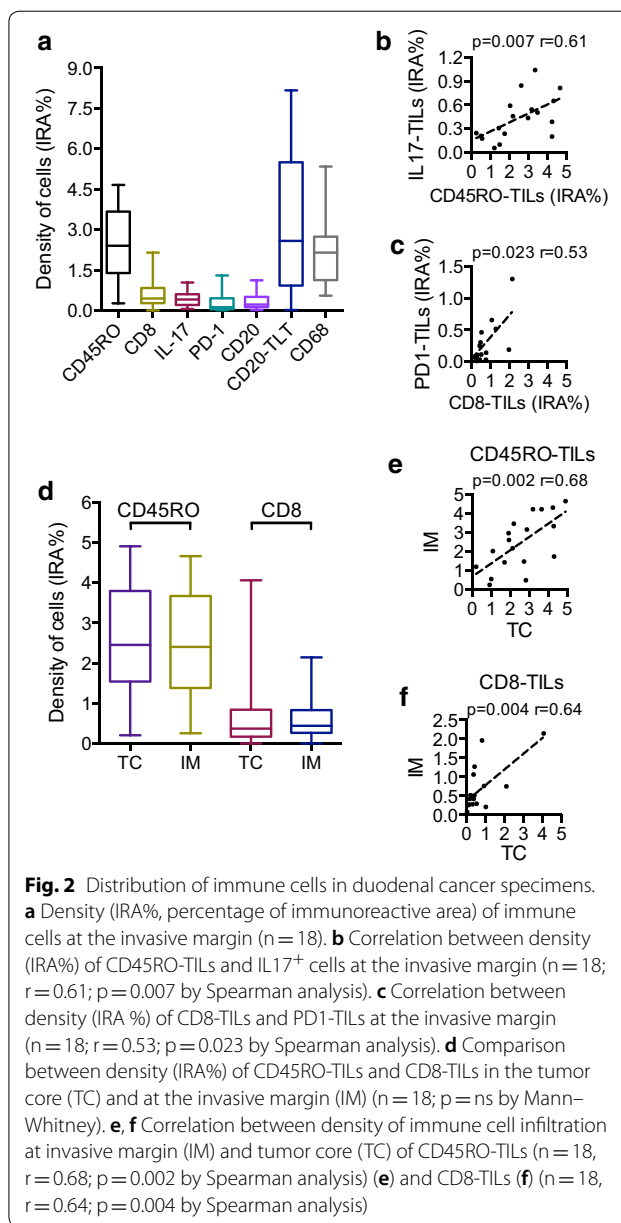 a
Density of cells (IRA%)
9.0
7.5
6.0
4.5
3.0
1.5
0.0
CD45RO
CD8
IL-17
PD-1
CD20
CD20-TLT
CD68
b
p=0.007 r=0.61
IL17-TILs (IRA%)
1.2
0.9
0.6
0.3
0.0
0 1 2 3 4 5
CD45RO-TILs (IRA%)
c
p=0.023 r=0.53
PD1-TILs (IRA%)
1.5
1.0
0.5
0.0
0 1 2 3 4 5
CD8-TILs (IRA%)
d
CD45RO CD8
Density of cells (IRA%)
6
5
4
3
2
1
0
TC IM TC IM
e
CD45RO-TILs
p=0.002 r=0.68
IM
5
4
3
2
1
0
0 1 2 3 4 5
TC
f
CD8-TILs
p=0.004 r=0.64
IM
2.5
2.0
1.5
1.0
0.5
0.0
0 1 2 3 4 5
TC
Fig. 2 Distribution of immune cells in duodenal cancer specimens.
a Density (IRA%, percentage of immunoreactive area) of immune
cells at the invasive margin (n = 18). b Correlation between density
(IRA%) of CD45RO-TILs and IL17⁺ cells at the invasive margin (n = 18;
r = 0.61; p = 0.007 by Spearman analysis). c Correlation between
density (IRA %) of CD8-TILs and PD1-TILs at the invasive margin
(n = 18; r = 0.53; p = 0.023 by Spearman analysis). d Comparison
between density (IRA%) of CD45RO-TILs and CD8-TILs in the tumor
core (TC) and at the invasive margin (IM) (n = 18; p = ns by Mann–
Whitney). e, f Correlation between density of immune cell infiltration
at invasive margin (IM) and tumor core (TC) of CD45RO-TILs (n = 18,
r = 0.68; p = 0.002 by Spearman analysis) (e) and CD8-TILs (f) (n = 18,
r = 0.64; p = 0.004 by Spearman analysis)